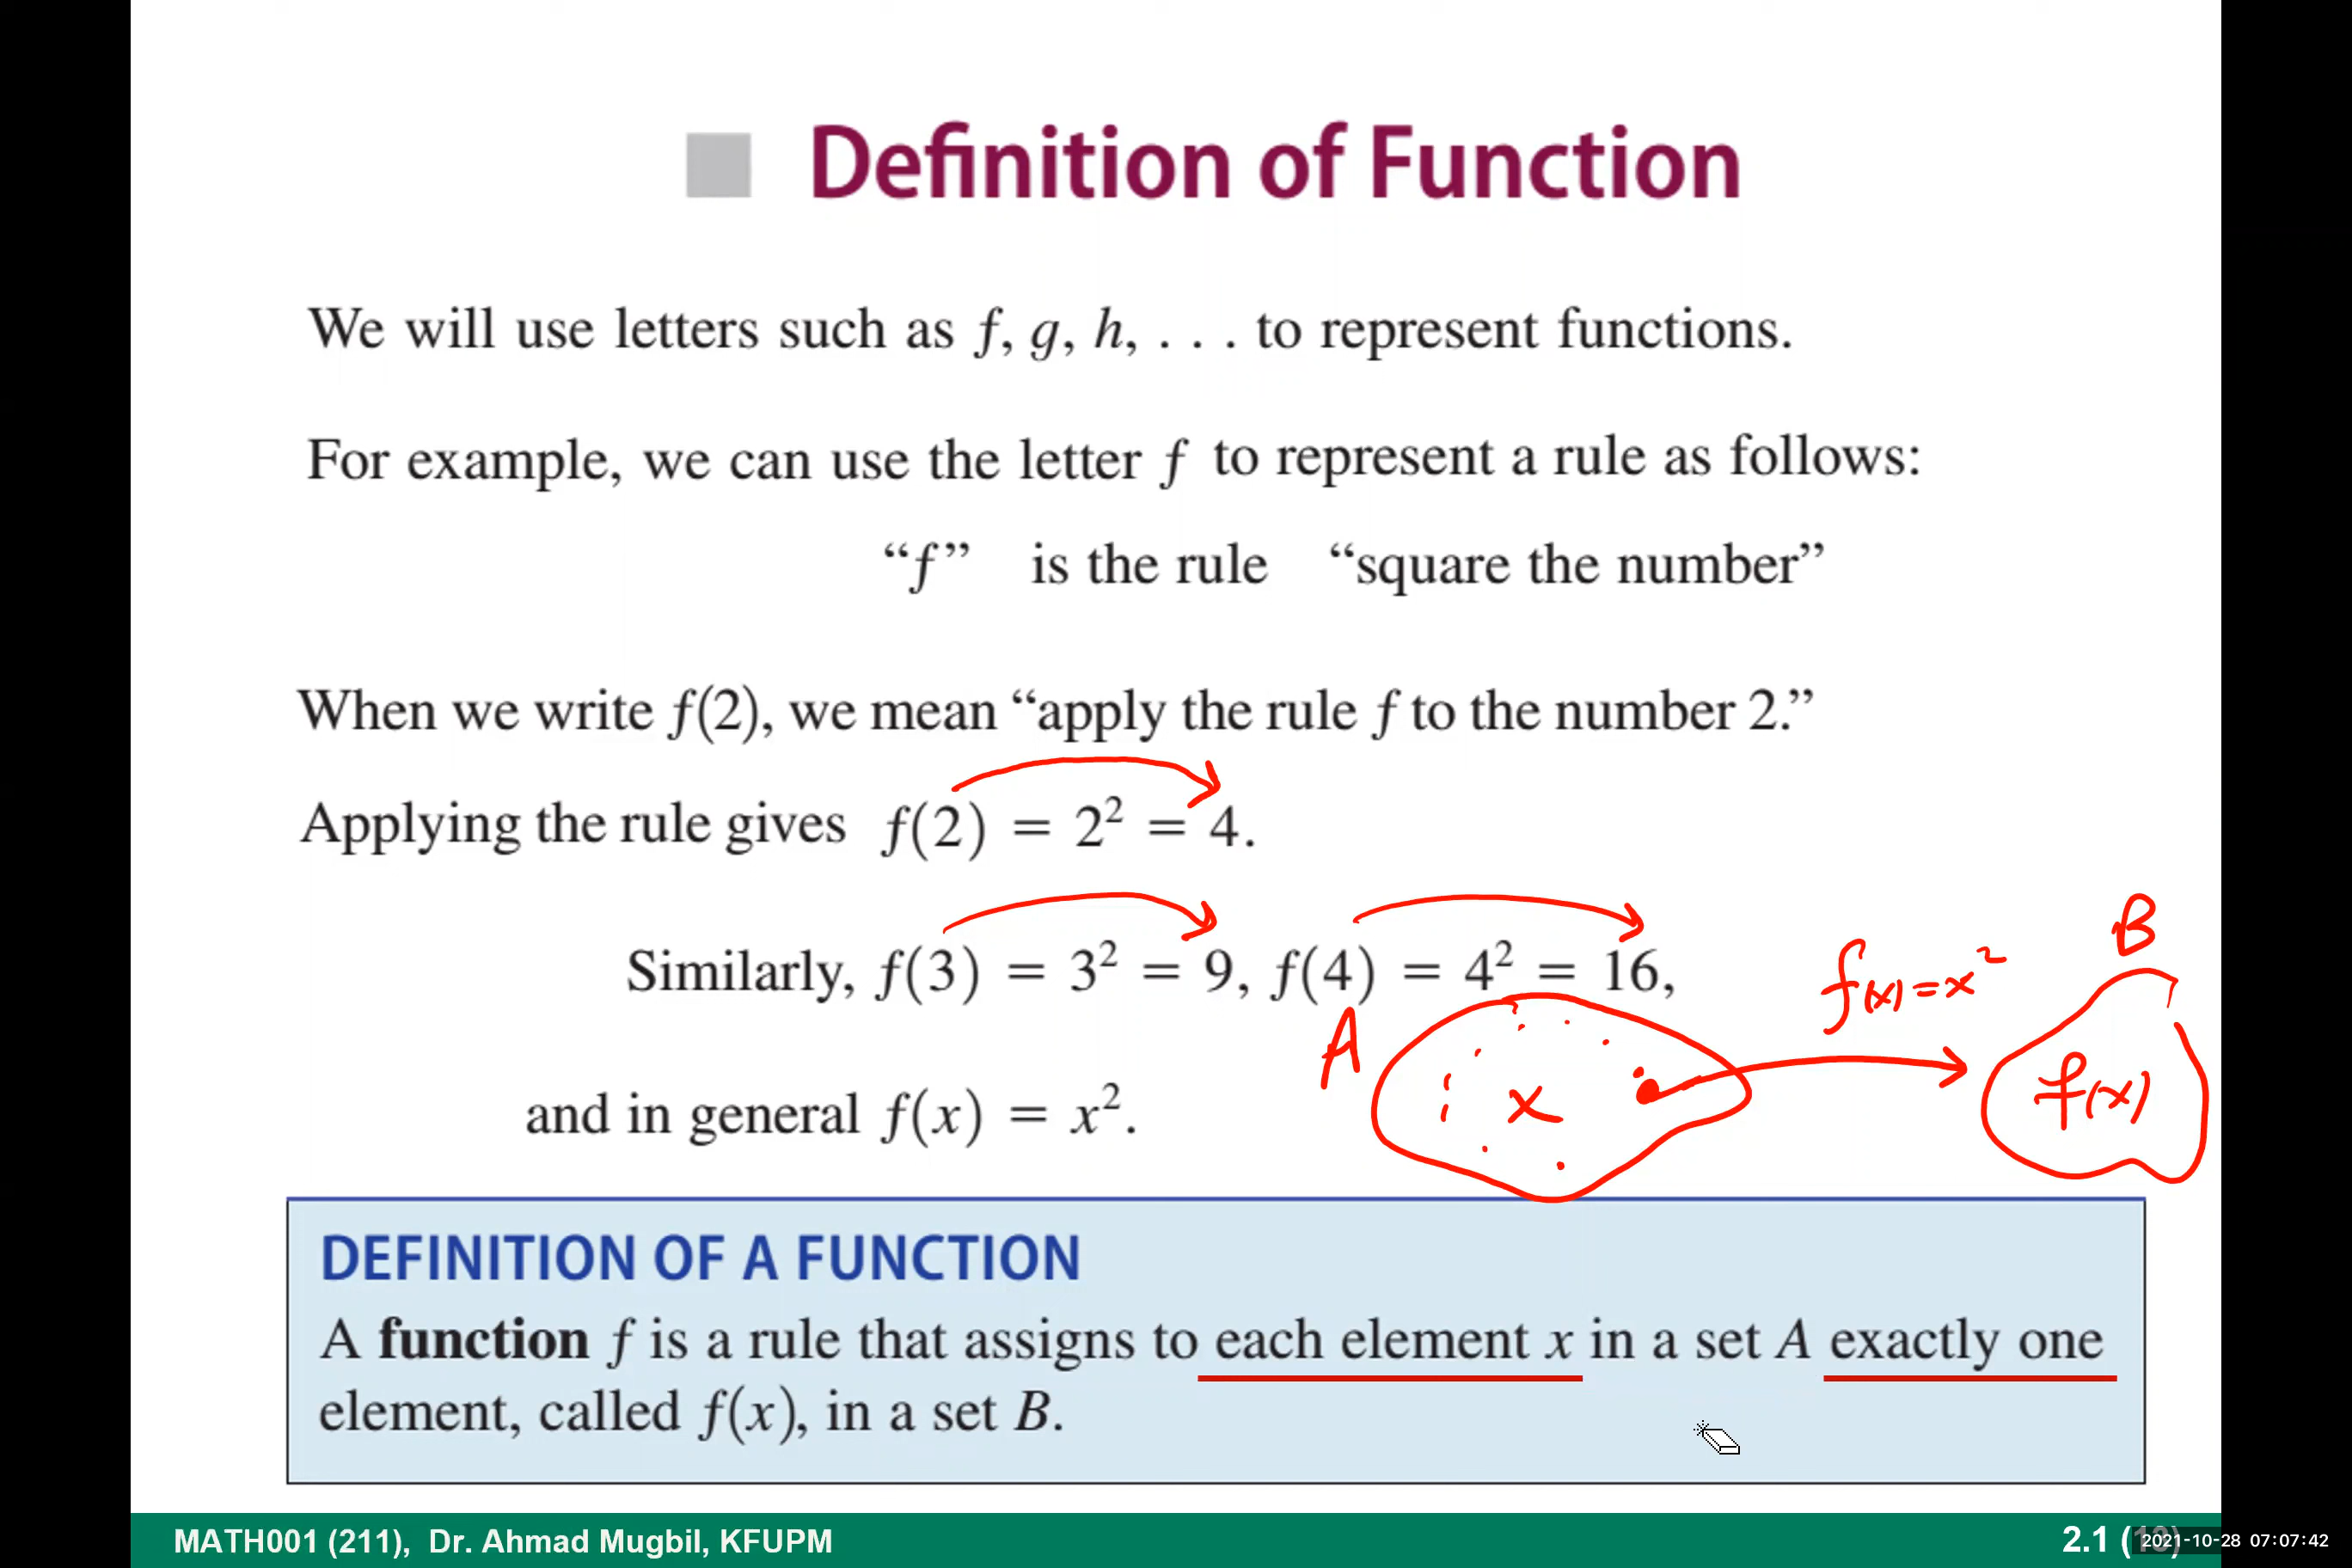 Definition of Function
We will use letters such as f, g, h, . . . to represent functions.
For example, we can use the letter f to represent a rule as follows:
“f” is the rule “square the number”
When we write f(2), we mean “apply the rule f to the number 2.”
Applying the rule gives f(2) = 2² = 4.
Similarly, f(3) = 3² = 9, f(4) = 4² = 16,
B
f(x) = x²
A
x
f(x)
and in general f(x) = x².
DEFINITION OF A FUNCTION
A function f is a rule that assigns to each element x in a set A exactly one
element, called f(x), in a set B.
MATH001 (211), Dr. Ahmad Mugbil, KFUPM
2.1
2021-10-28 07:07:42